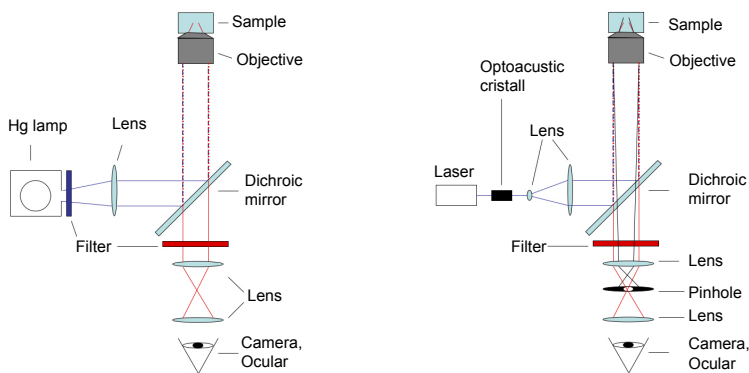 Sample
Objective
Hg lamp
Lens
Dichroic
mirror
Filter
Lens
Camera,
Ocular
Sample
Objective
Optoacustic
cristall
Lens
Laser
Dichroic
mirror
Filter
Lens
Pinhole
Lens
Camera,
Ocular